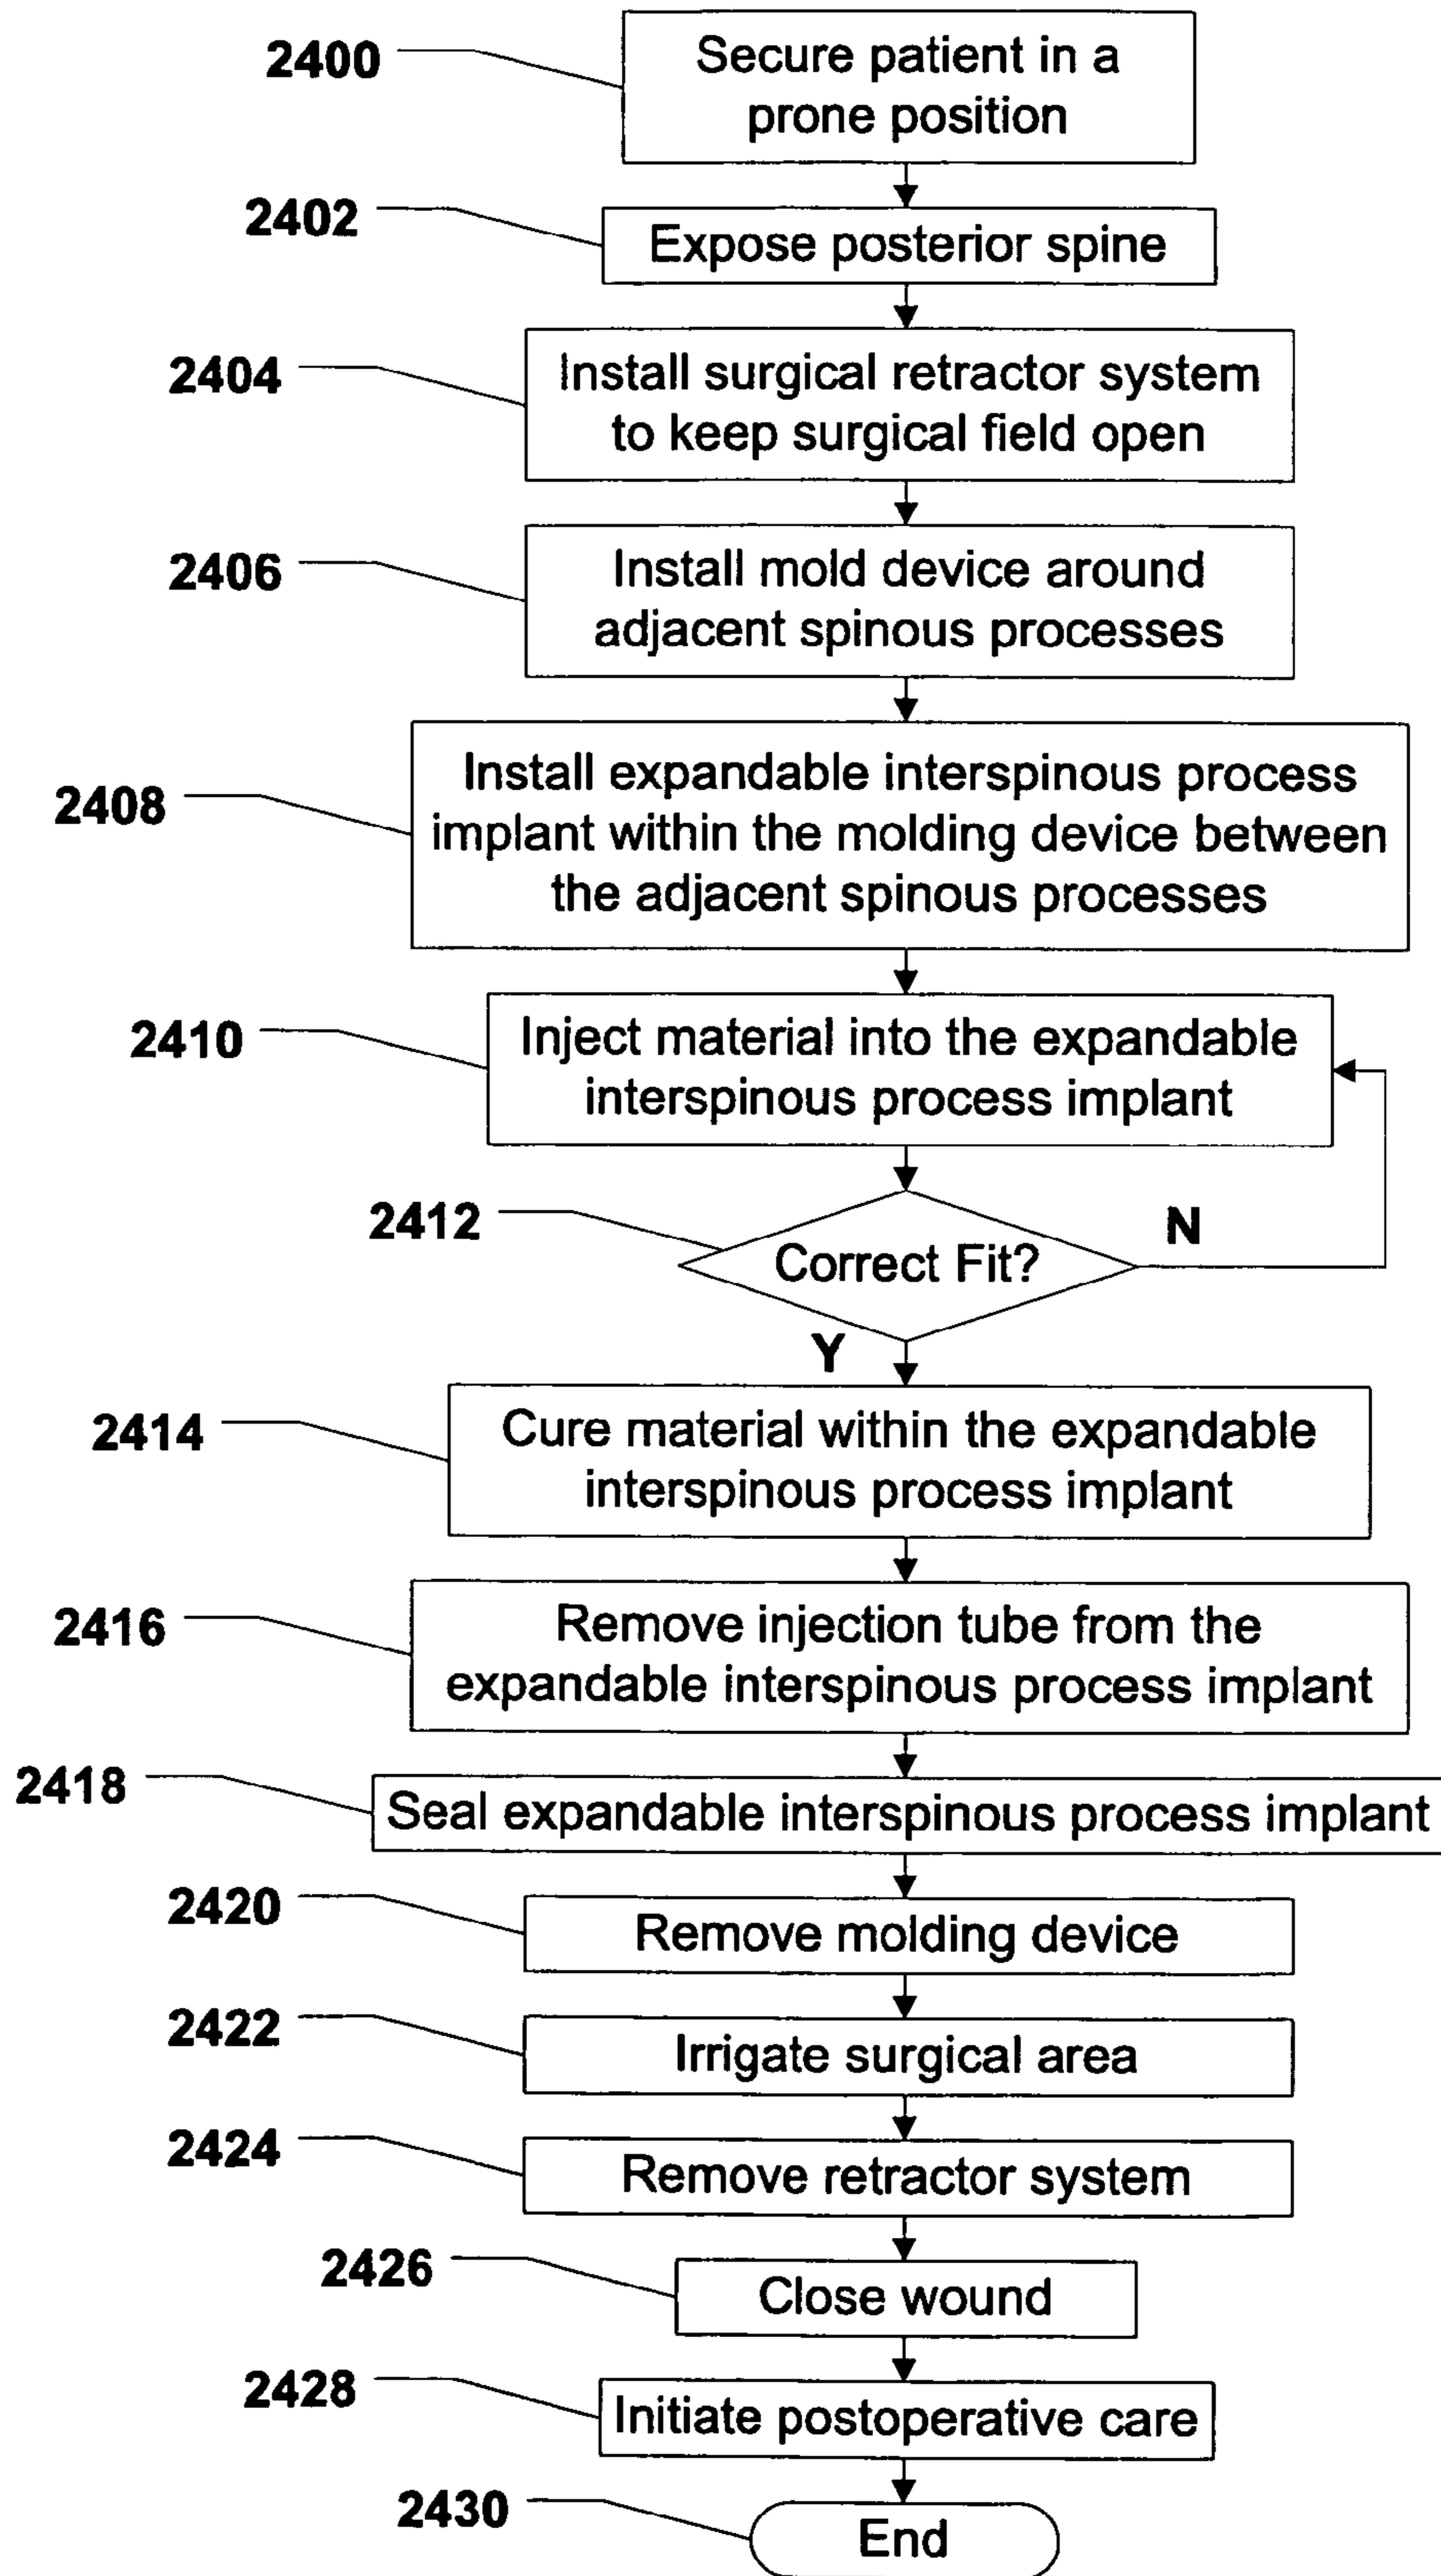 2400
Secure patient in a
prone position
2402
Expose posterior spine
2404
Install surgical retractor system
to keep surgical field open
2406
Install mold device around
adjacent spinous processes
2408
Install expandable interspinous process
implant within the molding device between
the adjacent spinous processes
2410
Inject material into the expandable
interspinous process implant
2412
Correct Fit?
N
Y
2414
Cure material within the expandable
interspinous process implant
2416
Remove injection tube from the
expandable interspinous process implant
2418
Seal expandable interspinous process implant
2420
Remove molding device
2422
Irrigate surgical area
2424
Remove retractor system
2426
Close wound
2428
Initiate postoperative care
2430
End